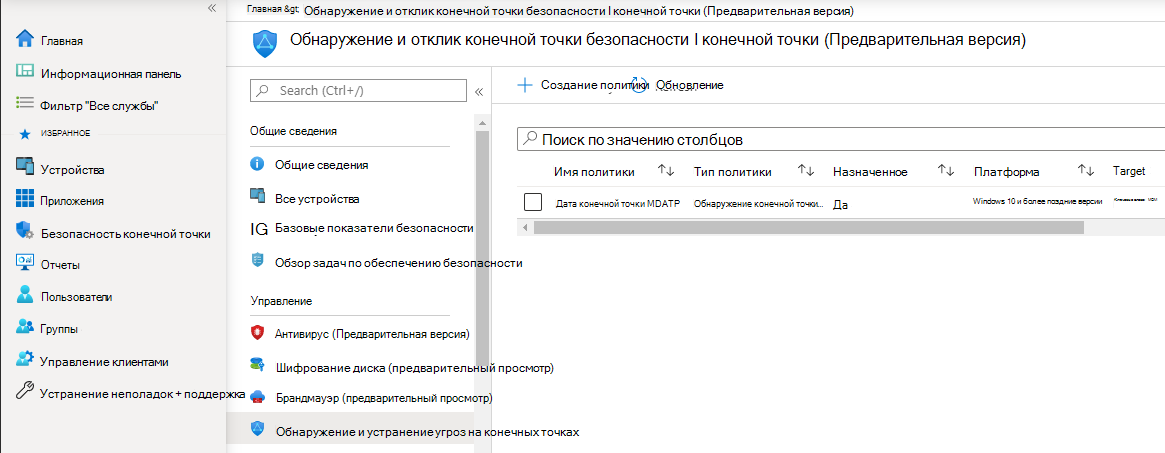 Главная &gt; Обнаружение и отклик конечной точки безопасности | конечной точки (Предварительная версия)
Обнаружение и отклик конечной точки безопасности | конечной точки (Предварительная версия)
Главная
Информационная панель
Фильтр "Все службы"
ИЗБРАННОЕ
Устройства
Приложения
Безопасность конечной точки
Отчеты
Пользователи
Группы
Управление клиентами
Устранение неполадок + поддержка
Search (Ctrl+/)
Общие сведения
Общие сведения
Все устройства
IG Базовые показатели безопасности
Обзор задач по обеспечению безопасности
Управление
Антивирус (Предварительная версия)
Шифрование диска (предварительный просмотр)
Брандмауэр (предварительный просмотр)
Обнаружение и устранение угроз на конечных точках
Создание политики Обновление
Поиск по значению столбцов
Имя политики Тип политики Назначенное Платформа Target
Дата конечной точки MDATP Обнаружение конечной точки... Да Windows 10 и более поздние версии